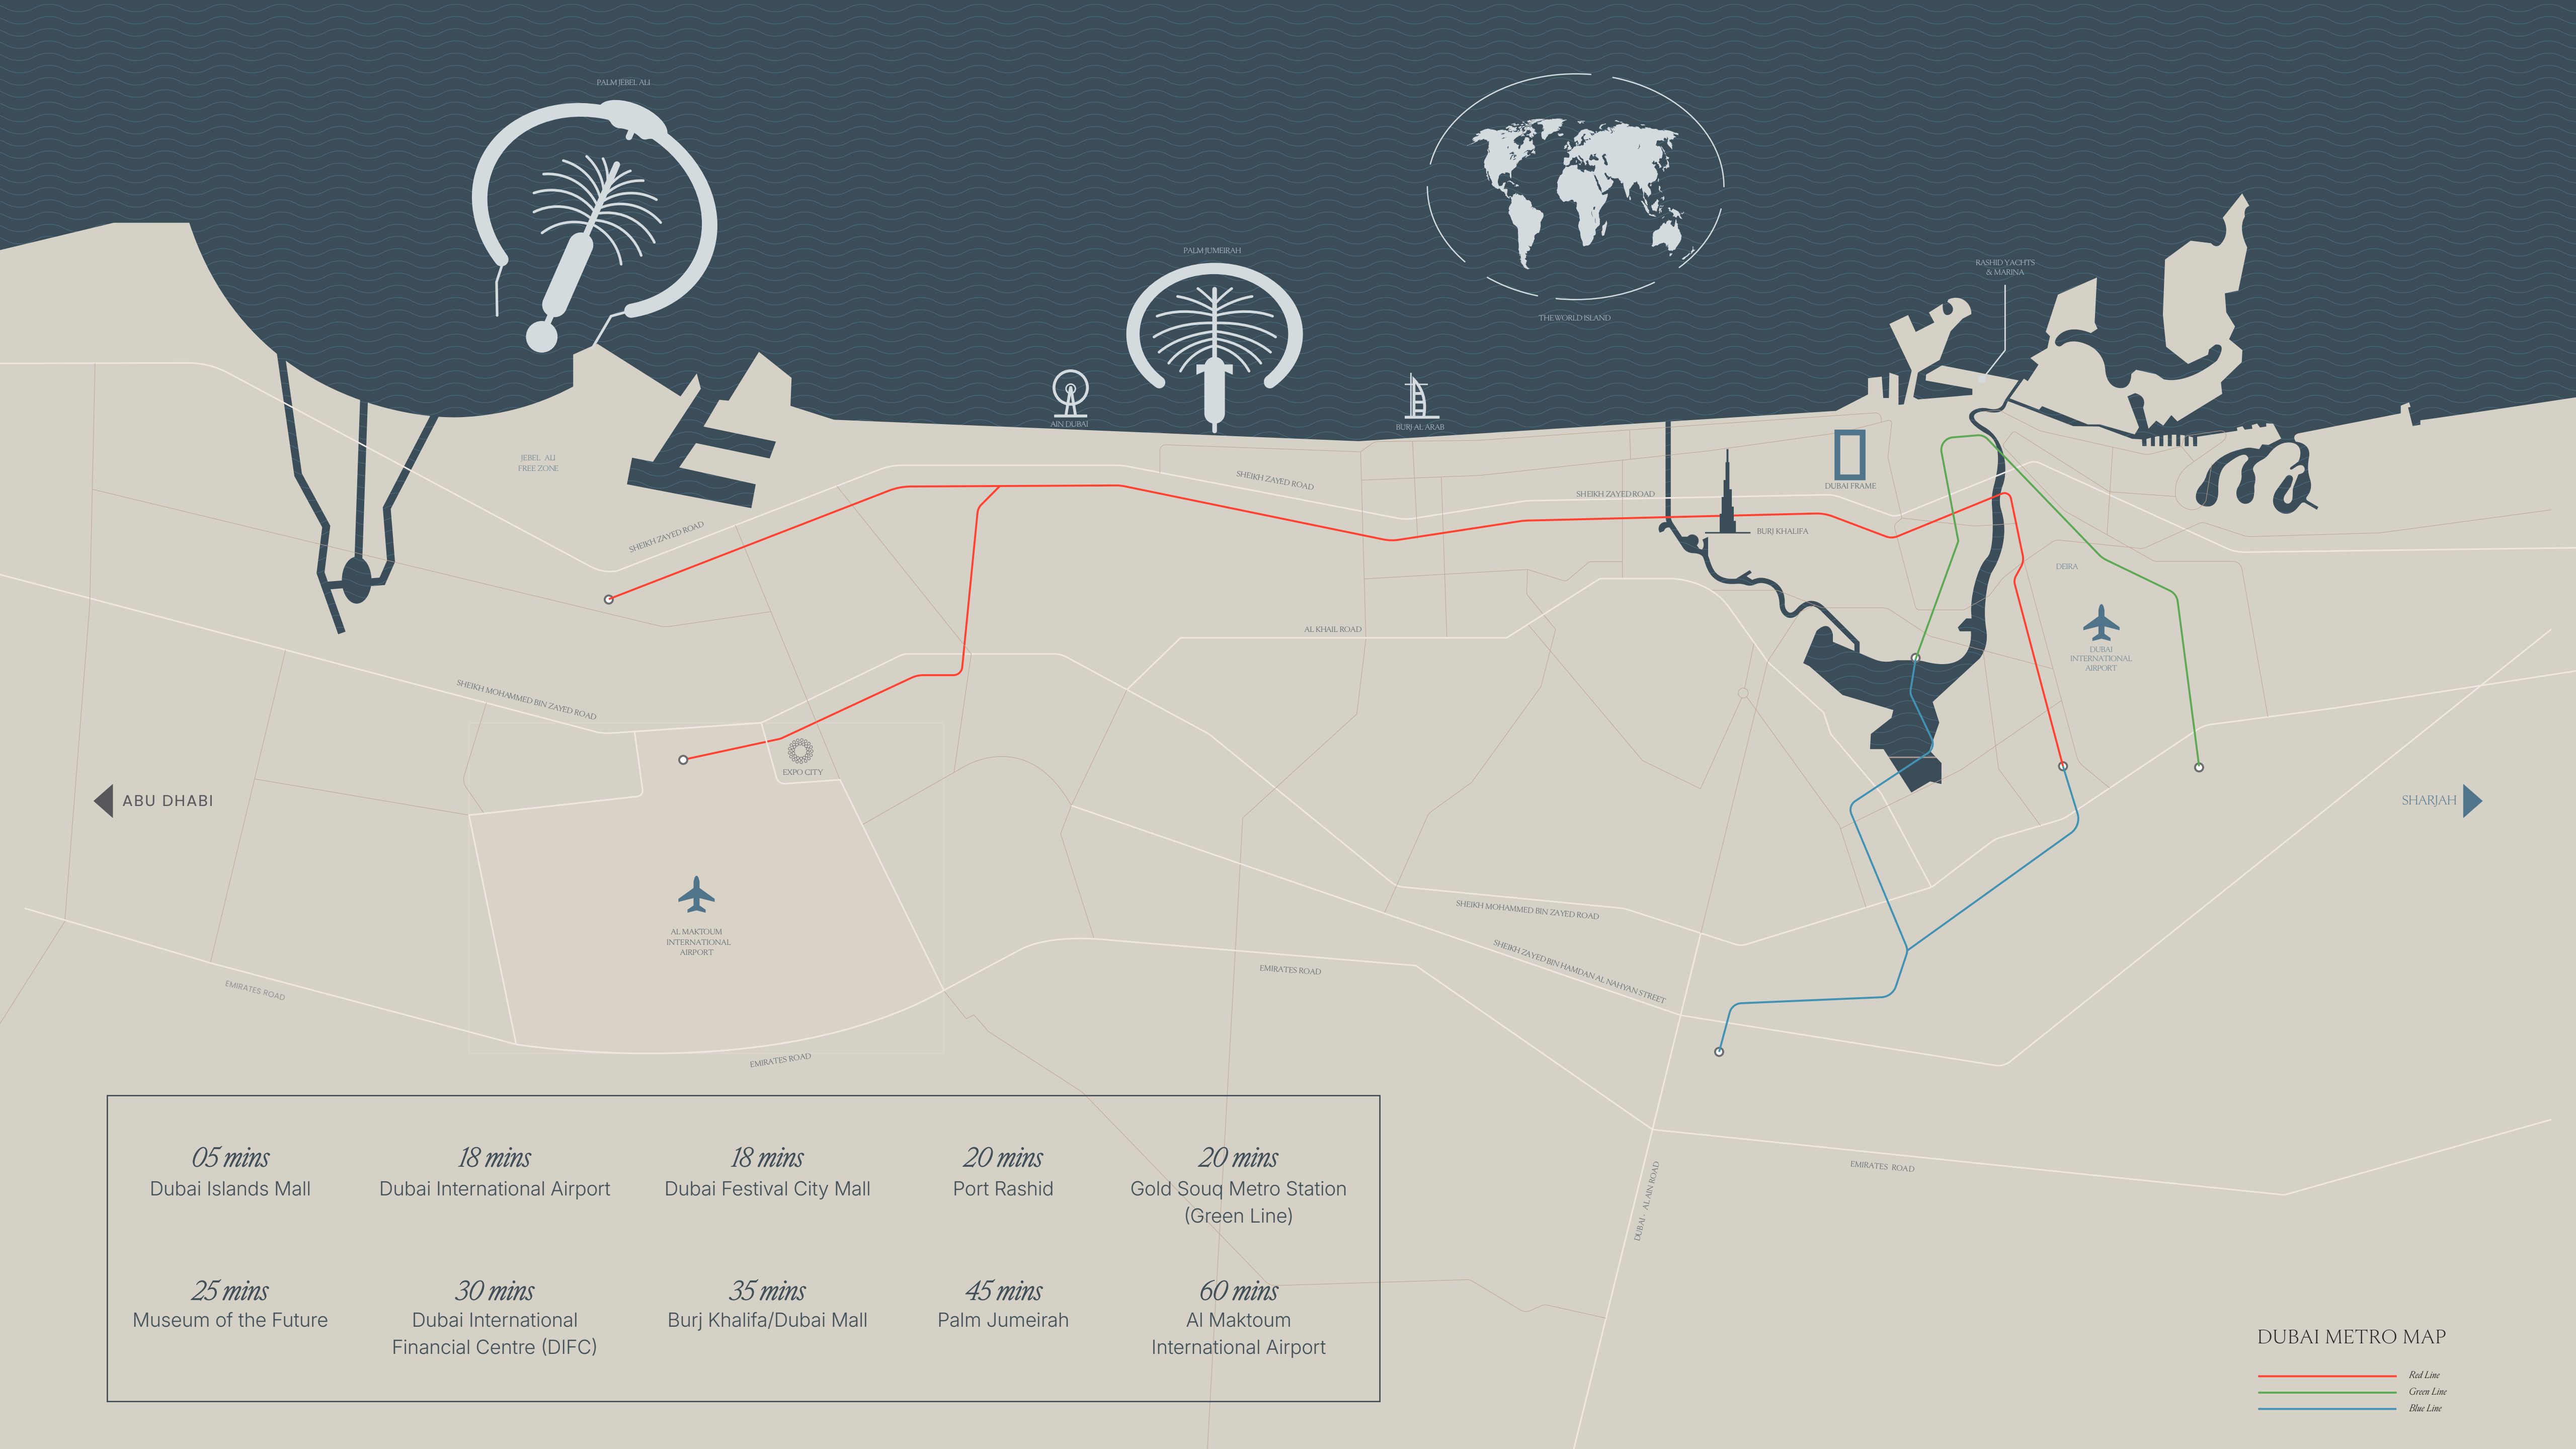 PALM JEBEL ALI
PALM JUMEIRAH
THE WORLD ISLAND
RASHID YACHTS
& MARINA
AIN DUBAI
BURJ AL ARAB
JEBEL ALI
FREE ZONE
SHEIKH ZAYED ROAD
SHEIKH ZAYED ROAD
SHEIKH ZAYED ROAD
DUBAI FRAME
BURJ KHALIFA
DEIRA
DUBAI
INTERNATIONAL
AIRPORT
AL KHAIL ROAD
SHEIKH MOHAMMED BIN ZAYED ROAD
EXPO CITY
ABU DHABI
SHARJAH
AL MAKTOUM
INTERNATIONAL
AIRPORT
SHEIKH MOHAMMED BIN ZAYED ROAD
SHEIKH ZAYED BIN HAMDAN AL NAHYAN STREET
EMIRATES ROAD
EMIRATES ROAD
EMIRATES ROAD
EMIRATES ROAD
DUBAI - AL AIN ROAD
05 mins
Dubai Islands Mall
18 mins
Dubai International Airport
18 mins
Dubai Festival City Mall
20 mins
Port Rashid
20 mins
Gold Souq Metro Station
(Green Line)
25 mins
Museum of the Future
30 mins
Dubai International
Financial Centre (DIFC)
35 mins
Burj Khalifa/Dubai Mall
45 mins
Palm Jumeirah
60 mins
Al Maktoum
International Airport
DUBAI METRO MAP
Red Line
Green Line
Blue Line